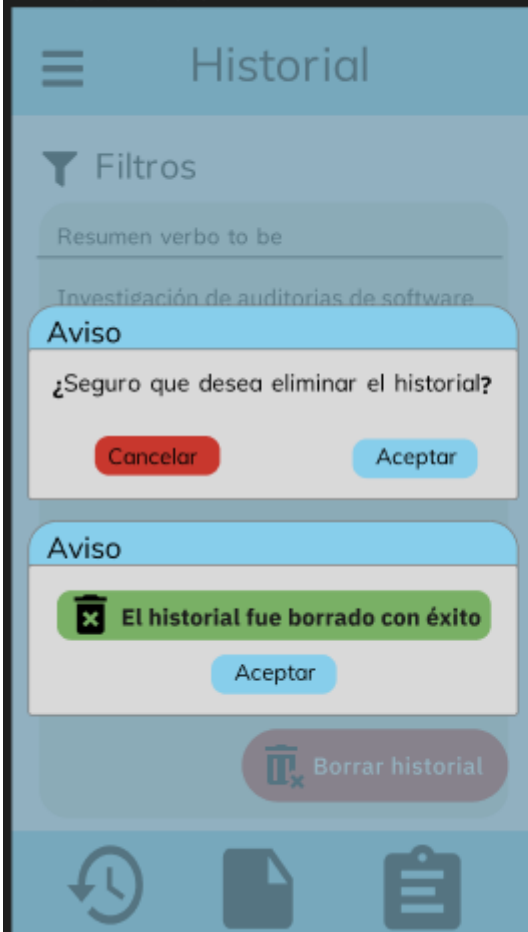 Historial
Filtros
Resumen verbo to be
Investigación de auditorias de software
Aviso
¿Seguro que desea eliminar el historial?
Cancelar Aceptar
Aviso
El historial fue borrado con éxito
Aceptar
Borrar historial